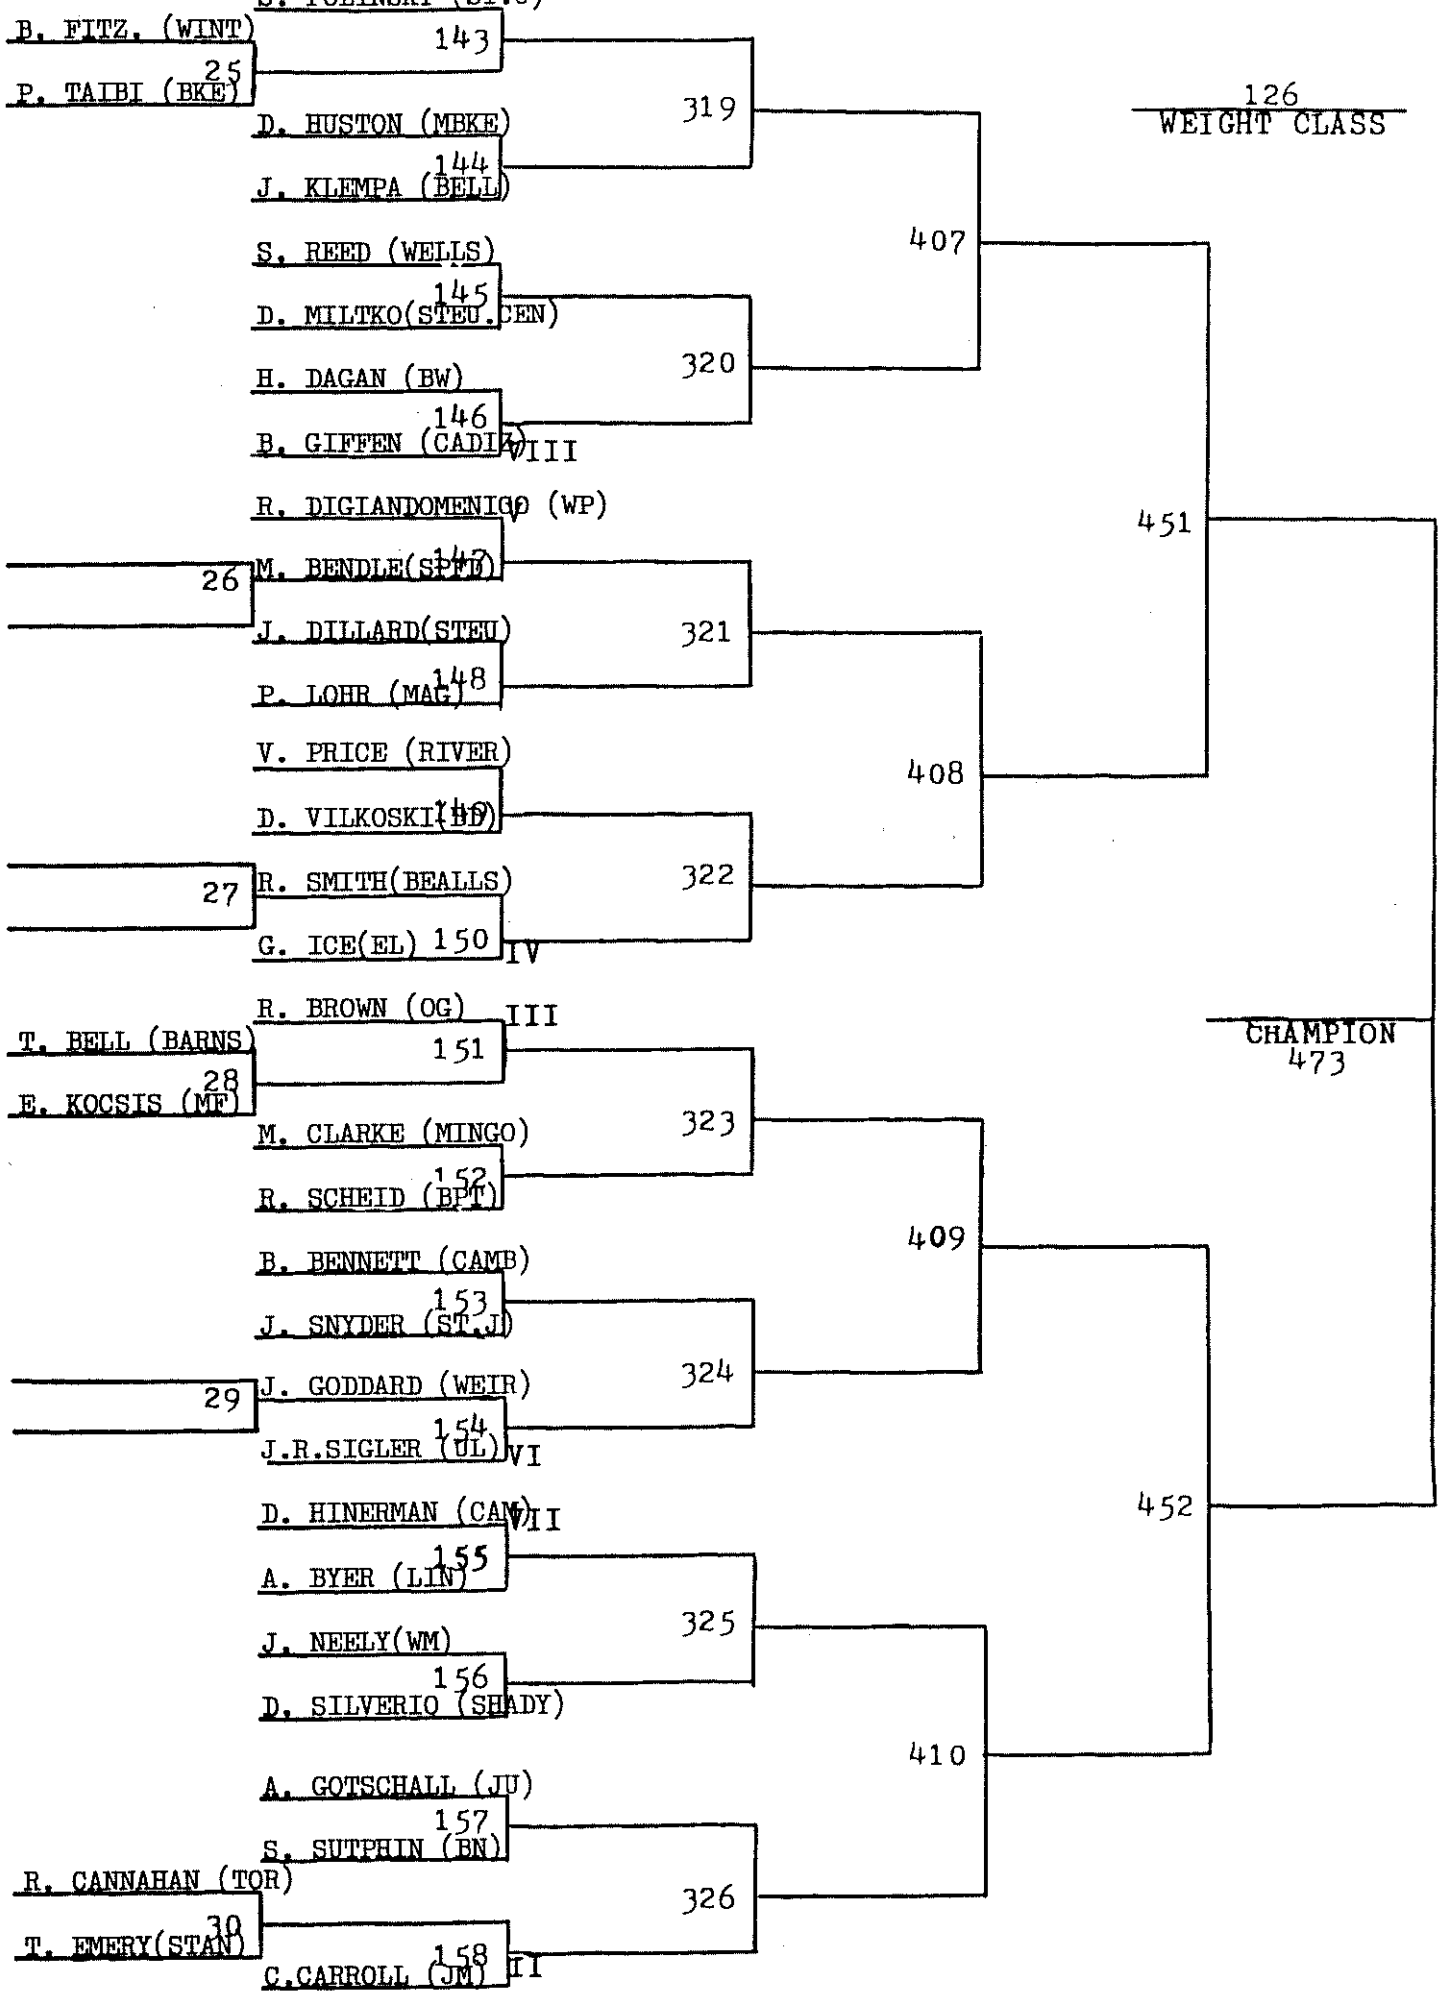 B. FITZ. (WINT)
143
25
P. TAIBI (BKE)
126
WEIGHT CLASS
319
D. HUSTON (MBKE)
144
J. KLEMPA (BELL)
407
S. REED (WELLS)
145
D. MILTKO(STEU.CEN)
320
H. DAGAN (BW)
146
B. GIFFEN (CADIZ)
VIII
R. DIGIANDOMENICO (WP)
V
451
147
M. BENDLE(SPFD)
26
J. DILLARD(STEU)
321
148
P. LOHR (MAG)
V. PRICE (RIVER)
408
149
D. VILKOSKI(BD)
R. SMITH(BEALLS)
322
27
G. ICE(EL)
150
IV
R. BROWN (OG)
III
T. BELL (BARNS)
151
CHAMPION
473
28
E. KOCSIS (MF)
323
M. CLARKE (MINGO)
152
R. SCHEID (BPT)
409
B. BENNETT (CAMB)
153
J. SNYDER (ST.J)
324
J. GODDARD (WEIR)
29
154
J.R.SIGLER (UL)
VI
D. HINERMAN (CAM)
VII
452
155
A. BYER (LIN)
325
J. NEELY(WM)
156
D. SILVERIO (SHADY)
410
A. GOTSCHALL (JU)
157
S. SUTPHIN (BN)
R. CANNAHAN (TOR)
326
30
T. EMERY(STAN)
158
C.CARROLL (JM)
II